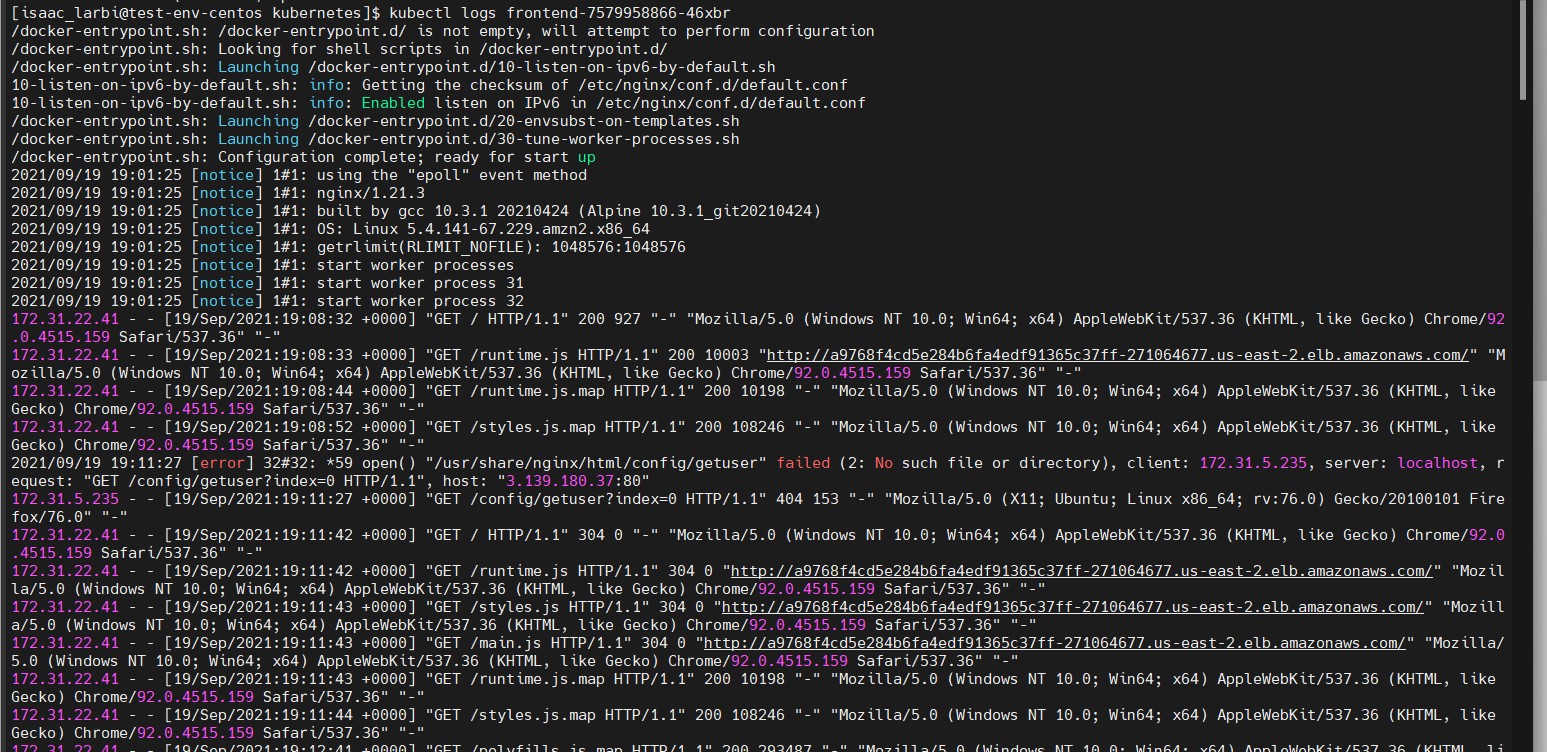 [isaac_larbi@test-env-centos kubernetes]$ kubectl logs frontend-7579958866-46xbr
/docker-entrypoint.sh: /docker-entrypoint.d/ is not empty, will attempt to perform configuration
/docker-entrypoint.sh: Looking for shell scripts in /docker-entrypoint.d/
/docker-entrypoint.sh: Launching /docker-entrypoint.d/10-listen-on-ipv6-by-default.sh
10-listen-on-ipv6-by-default.sh: info: Getting the checksum of /etc/nginx/conf.d/default.conf
10-listen-on-ipv6-by-default.sh: info: Enabled listen on IPv6 in /etc/nginx/conf.d/default.conf
/docker-entrypoint.sh: Launching /docker-entrypoint.d/20-envsubst-on-templates.sh
/docker-entrypoint.sh: Launching /docker-entrypoint.d/30-tune-worker-processes.sh
/docker-entrypoint.sh: Configuration complete; ready for start up
2021/09/19 19:01:25 [notice] 1#1: using the "epoll" event method
2021/09/19 19:01:25 [notice] 1#1: nginx/1.21.3
2021/09/19 19:01:25 [notice] 1#1: built by gcc 10.3.1 20210424 (Alpine 10.3.1_git20210424)
2021/09/19 19:01:25 [notice] 1#1: OS: Linux 5.4.141-67.229.amzn2.x86_64
2021/09/19 19:01:25 [notice] 1#1: getrlimit(RLIMIT_NOFILE): 1048576:1048576
2021/09/19 19:01:25 [notice] 1#1: start worker processes
2021/09/19 19:01:25 [notice] 1#1: start worker process 31
2021/09/19 19:01:25 [notice] 1#1: start worker process 32
172.31.22.41 - - [19/Sep/2021:19:08:32 +0000] "GET / HTTP/1.1" 200 927 "-" "Mozilla/5.0 (Windows NT 10.0; Win64; x64) AppleWebKit/537.36 (KHTML, like Gecko) Chrome/92
.0.4515.159 Safari/537.36" "-"
172.31.22.41 - - [19/Sep/2021:19:08:33 +0000] "GET /runtime.js HTTP/1.1" 200 10003 "http://a9768f4cd5e284b6fa4edf91365c37ff-271064677.us-east-2.elb.amazonaws.com/" "M
ozilla/5.0 (Windows NT 10.0; Win64; x64) AppleWebKit/537.36 (KHTML, like Gecko) Chrome/92.0.4515.159 Safari/537.36" "-"
172.31.22.41 - - [19/Sep/2021:19:08:44 +0000] "GET /runtime.js.map HTTP/1.1" 200 10198 "-" "Mozilla/5.0 (Windows NT 10.0; Win64; x64) AppleWebKit/537.36 (KHTML, like
Gecko) Chrome/92.0.4515.159 Safari/537.36" "-"
172.31.22.41 - - [19/Sep/2021:19:08:52 +0000] "GET /styles.js.map HTTP/1.1" 200 108246 "-" "Mozilla/5.0 (Windows NT 10.0; Win64; x64) AppleWebKit/537.36 (KHTML, like
Gecko) Chrome/92.0.4515.159 Safari/537.36" "-"
2021/09/19 19:11:27 [error] 32#32: *59 open() "/usr/share/nginx/html/config/getuser" failed (2: No such file or directory), client: 172.31.5.235, server: localhost, r
equest: "GET /config/getuser?index=0 HTTP/1.1", host: "3.139.180.37:80"
172.31.5.235 - - [19/Sep/2021:19:11:27 +0000] "GET /config/getuser?index=0 HTTP/1.1" 404 153 "-" "Mozilla/5.0 (X11; Ubuntu; Linux x86_64; rv:76.0) Gecko/20100101 Fire
fox/76.0" "-"
172.31.22.41 - - [19/Sep/2021:19:11:42 +0000] "GET / HTTP/1.1" 304 0 "-" "Mozilla/5.0 (Windows NT 10.0; Win64; x64) AppleWebKit/537.36 (KHTML, like Gecko) Chrome/92.0
.4515.159 Safari/537.36" "-"
172.31.22.41 - - [19/Sep/2021:19:11:42 +0000] "GET /runtime.js HTTP/1.1" 304 0 "http://a9768f4cd5e284b6fa4edf91365c37ff-271064677.us-east-2.elb.amazonaws.com/" "Mozil
la/5.0 (Windows NT 10.0; Win64; x64) AppleWebKit/537.36 (KHTML, like Gecko) Chrome/92.0.4515.159 Safari/537.36" "-"
172.31.22.41 - - [19/Sep/2021:19:11:43 +0000] "GET /styles.js HTTP/1.1" 304 0 "http://a9768f4cd5e284b6fa4edf91365c37ff-271064677.us-east-2.elb.amazonaws.com/" "Mozill
a/5.0 (Windows NT 10.0; Win64; x64) AppleWebKit/537.36 (KHTML, like Gecko) Chrome/92.0.4515.159 Safari/537.36" "-"
172.31.22.41 - - [19/Sep/2021:19:11:43 +0000] "GET /main.js HTTP/1.1" 304 0 "http://a9768f4cd5e284b6fa4edf91365c37ff-271064677.us-east-2.elb.amazonaws.com/" "Mozilla/
5.0 (Windows NT 10.0; Win64; x64) AppleWebKit/537.36 (KHTML, like Gecko) Chrome/92.0.4515.159 Safari/537.36" "-"
172.31.22.41 - - [19/Sep/2021:19:11:43 +0000] "GET /runtime.js.map HTTP/1.1" 200 10198 "-" "Mozilla/5.0 (Windows NT 10.0; Win64; x64) AppleWebKit/537.36 (KHTML, like
Gecko) Chrome/92.0.4515.159 Safari/537.36" "-"
172.31.22.41 - - [19/Sep/2021:19:11:44 +0000] "GET /styles.js.map HTTP/1.1" 200 108246 "-" "Mozilla/5.0 (Windows NT 10.0; Win64; x64) AppleWebKit/537.36 (KHTML, like
Gecko) Chrome/92.0.4515.159 Safari/537.36" "-"
172.31.22.41 - - [19/Sep/2021:19:12:41 +0000] "GET /polyfills.js.map HTTP/1.1" 200 293487 "-" "Mozilla/5.0 (Windows NT 10.0; Win64; x64) AppleWebKit/537.36 (KHTML, li